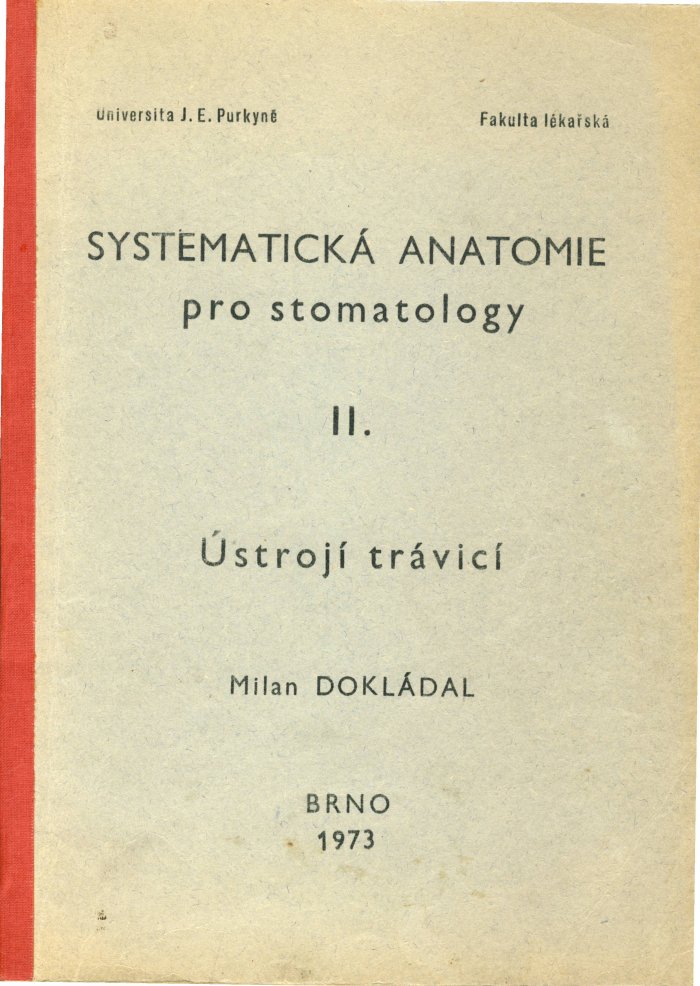 Universita J. E. Purkyně
Fakulta lékařská
SYSTEMATICKÁ ANATOMIE
pro stomatology
II.
Ústrojí trávicí
Milan DOKLÁDAL
BRNO
1973